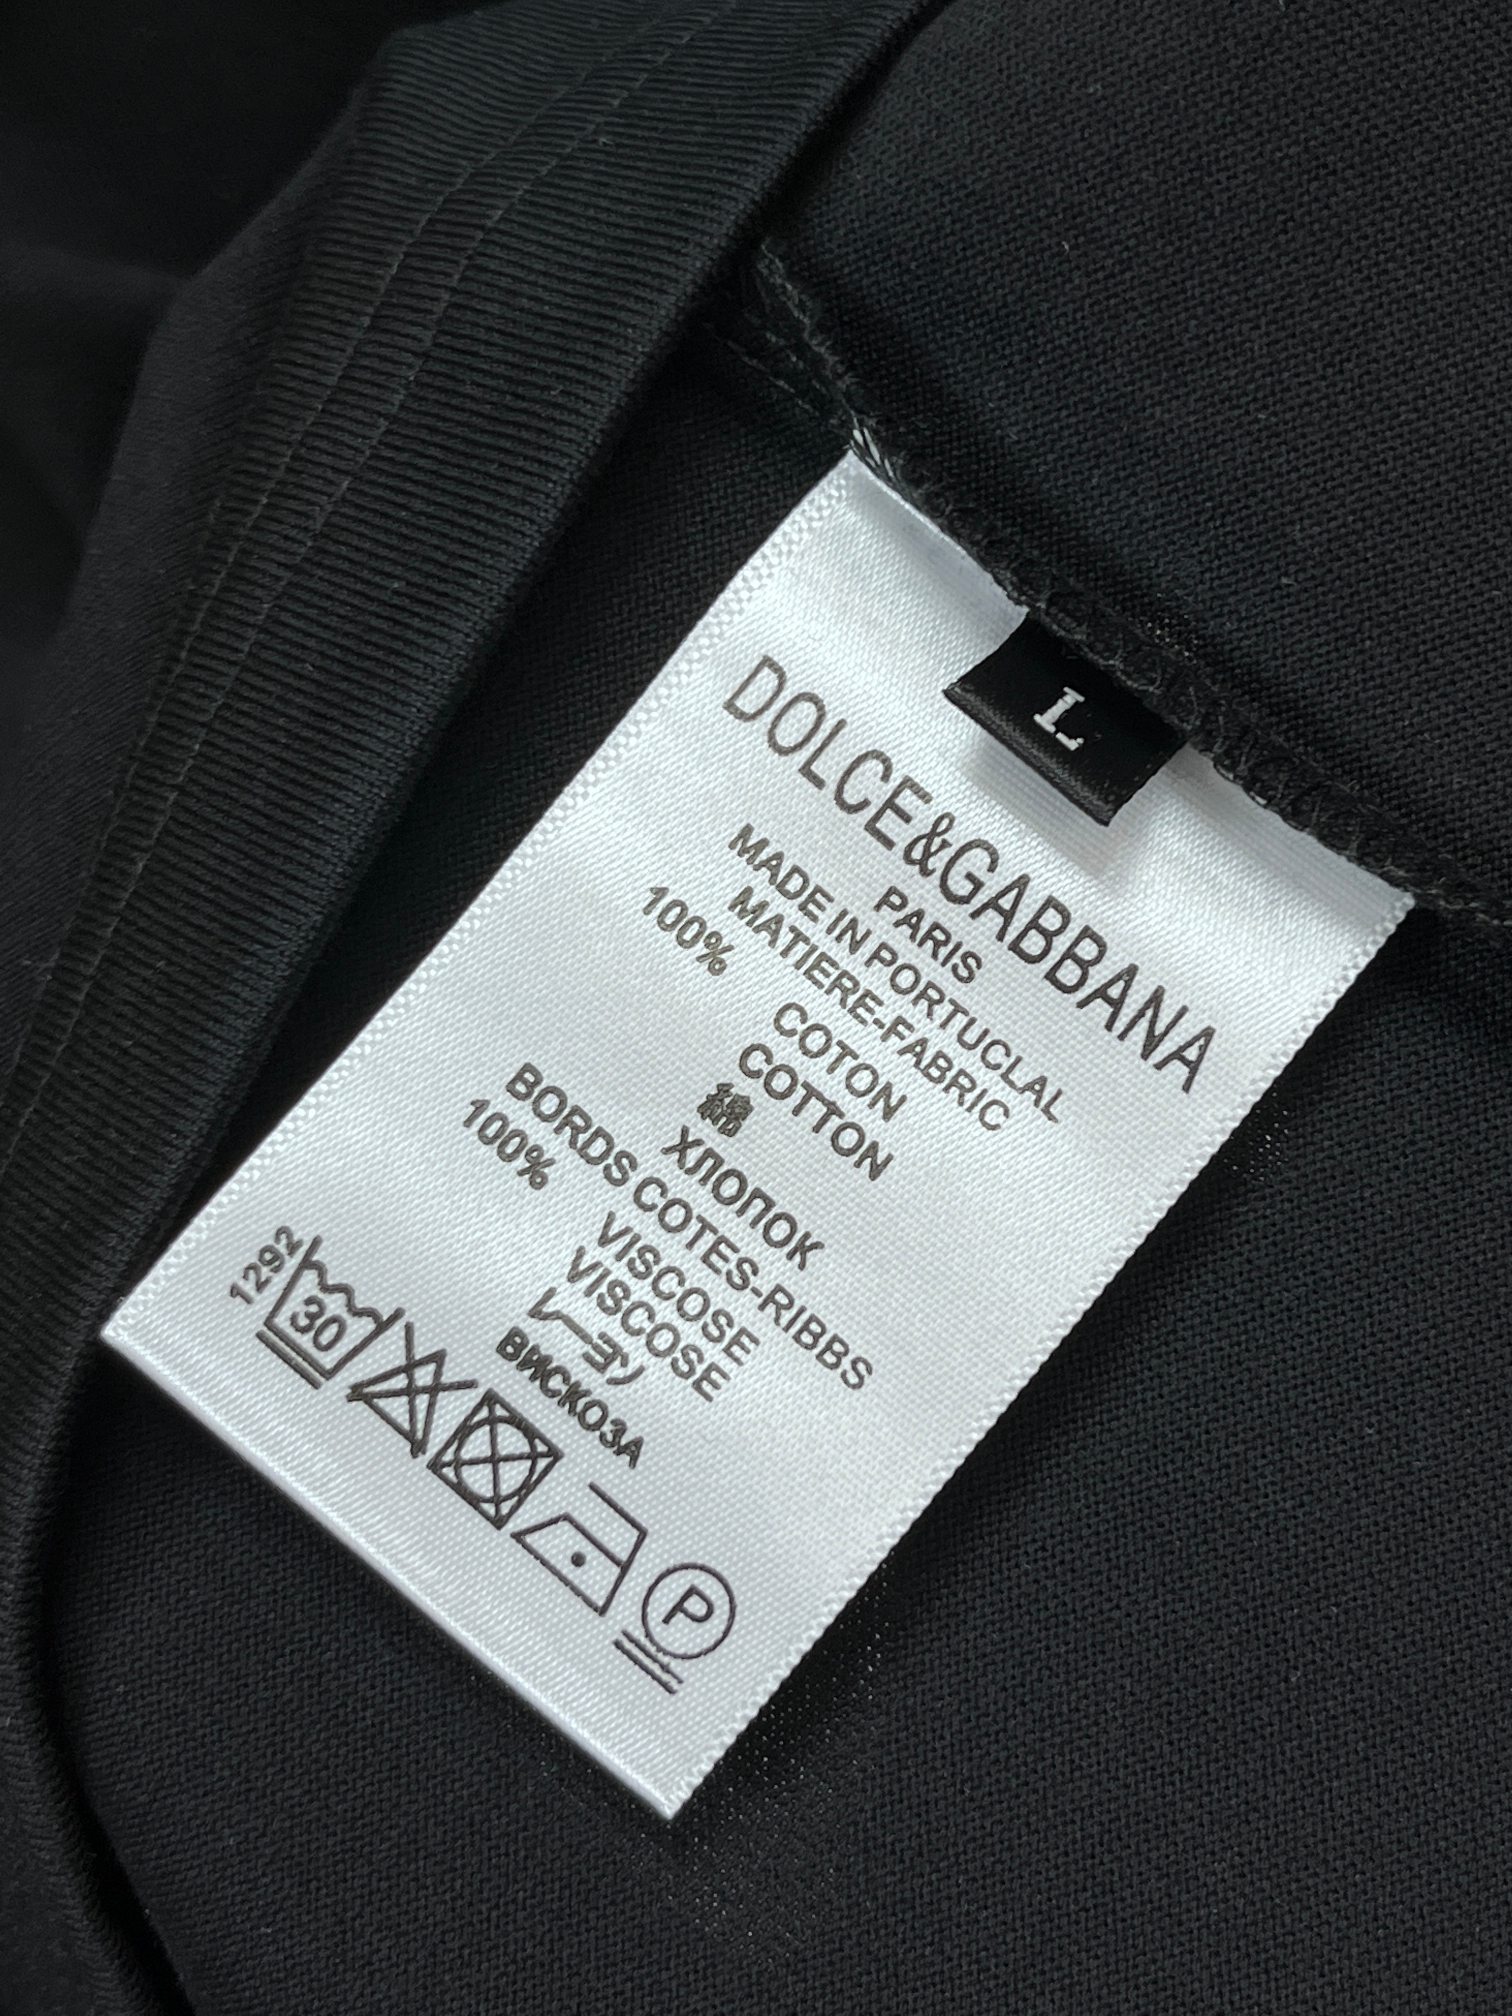 L
DOLCE&GABBANA
PARIS
MADE IN PORTUCLAL
MATIERE-FABRIC
100% COTON
COTTON
綿
ХЛОПОК
BORDS COTES-RIBBS
100% VISCOSE
VISCOSE
レーヨン
ВИСКОЗА
1292
30
P